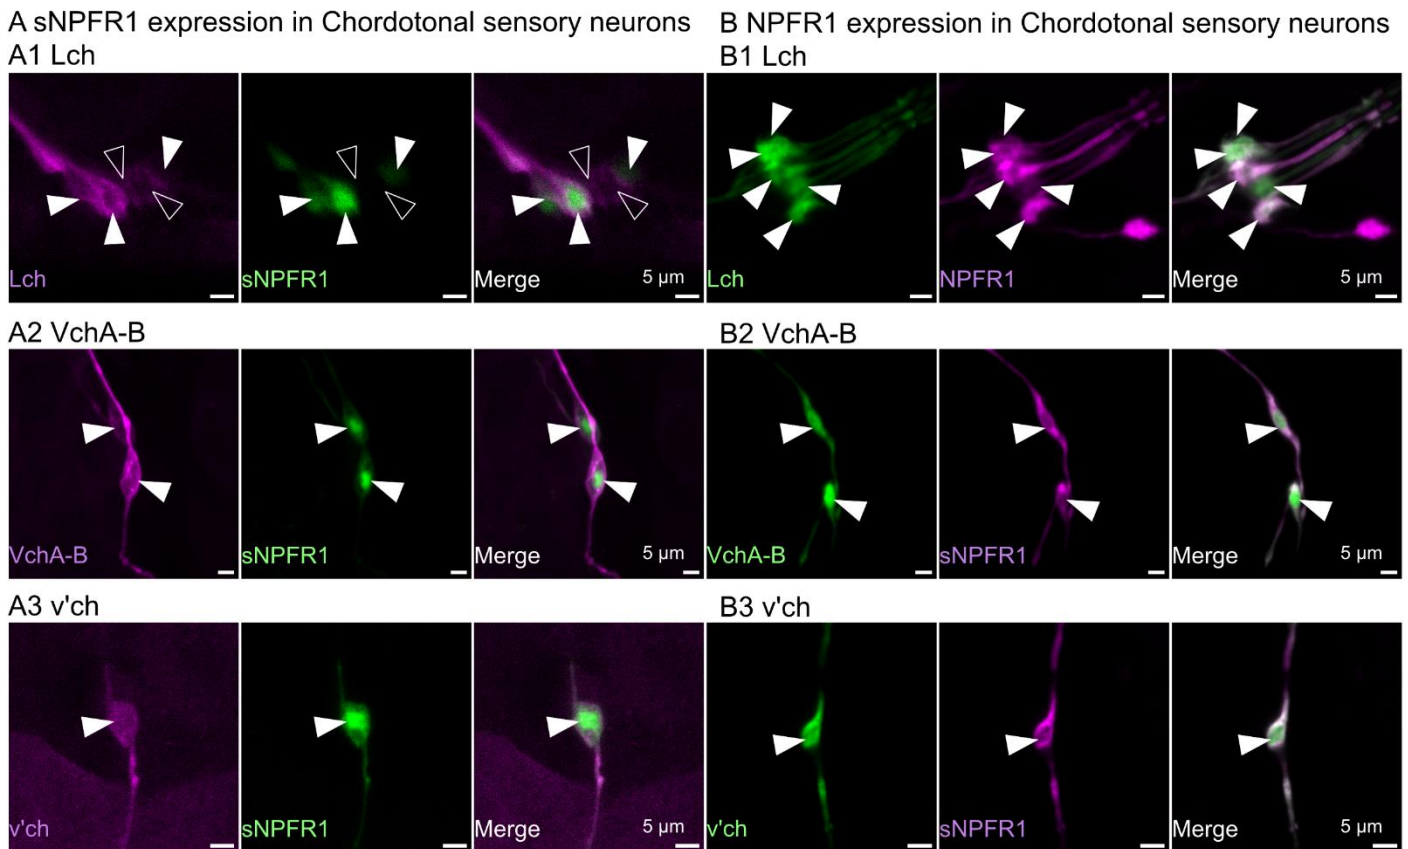 A sNPFR1 expression in Chordotonal sensory neurons
A1 Lch
Lch
sNPFR1
Merge
5 µm
A2 VchA-B
VchA-B
sNPFR1
Merge
5 µm
A3 v'ch
v'ch
sNPFR1
Merge
5 µm
B NPFR1 expression in Chordotonal sensory neurons
B1 Lch
Lch
NPFR1
Merge
B2 VchA-B
VchA-B
sNPFR1
Merge
5 µm
B3 v'ch
v'ch
sNPFR1
Merge
5 µm